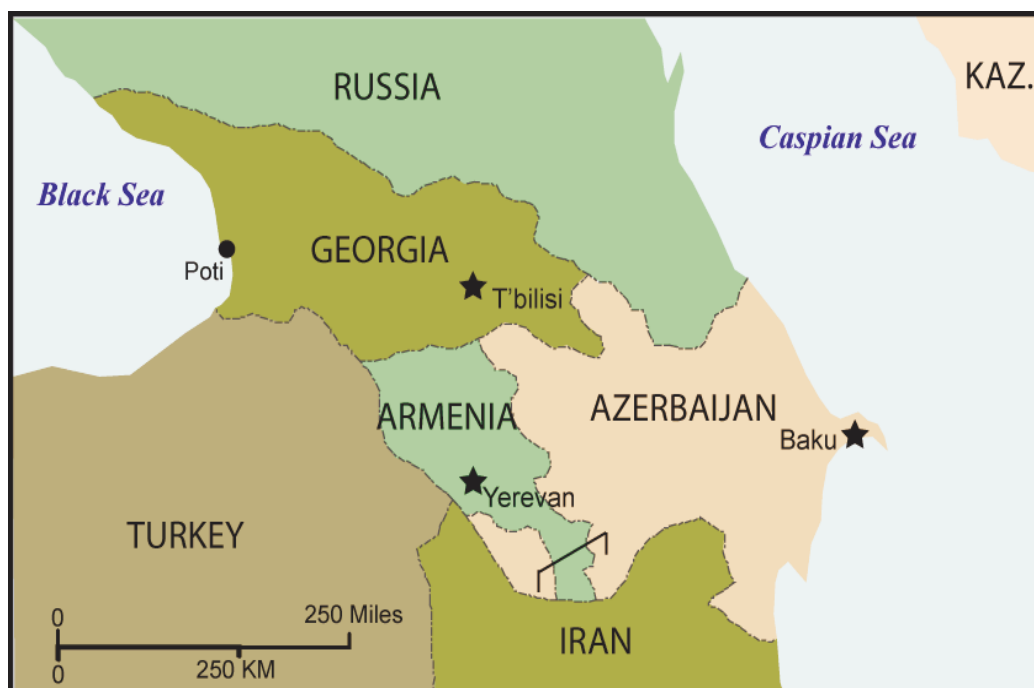 RUSSIA
KAZ.
Caspian Sea
Black Sea
GEORGIA
Poti
T'bilisi
ARMENIA
AZERBAIJAN
Baku
Yerevan
TURKEY
IRAN
0
250 Miles
0
250 KM